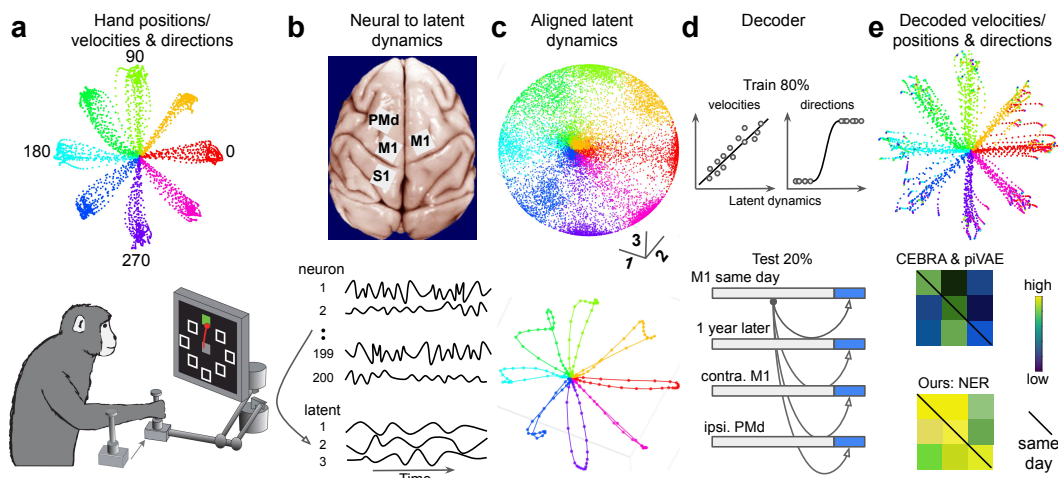 a
Hand positions/
velocities & directions
90
180
0
270
b
Neural to latent
dynamics
PMd
M1
M1
S1
neuron
1
2
199
200
latent
1
2
3
Time
c
Aligned latent
dynamics
3
1
2
d
Decoder
Train 80%
velocities
directions
Latent dynamics
Test 20%
M1 same day
1 year later
contra. M1
ipsi. PMd
e
Decoded velocities/
positions & directions
CEBRA & piVAE
high
low
Ours: NER
same
day